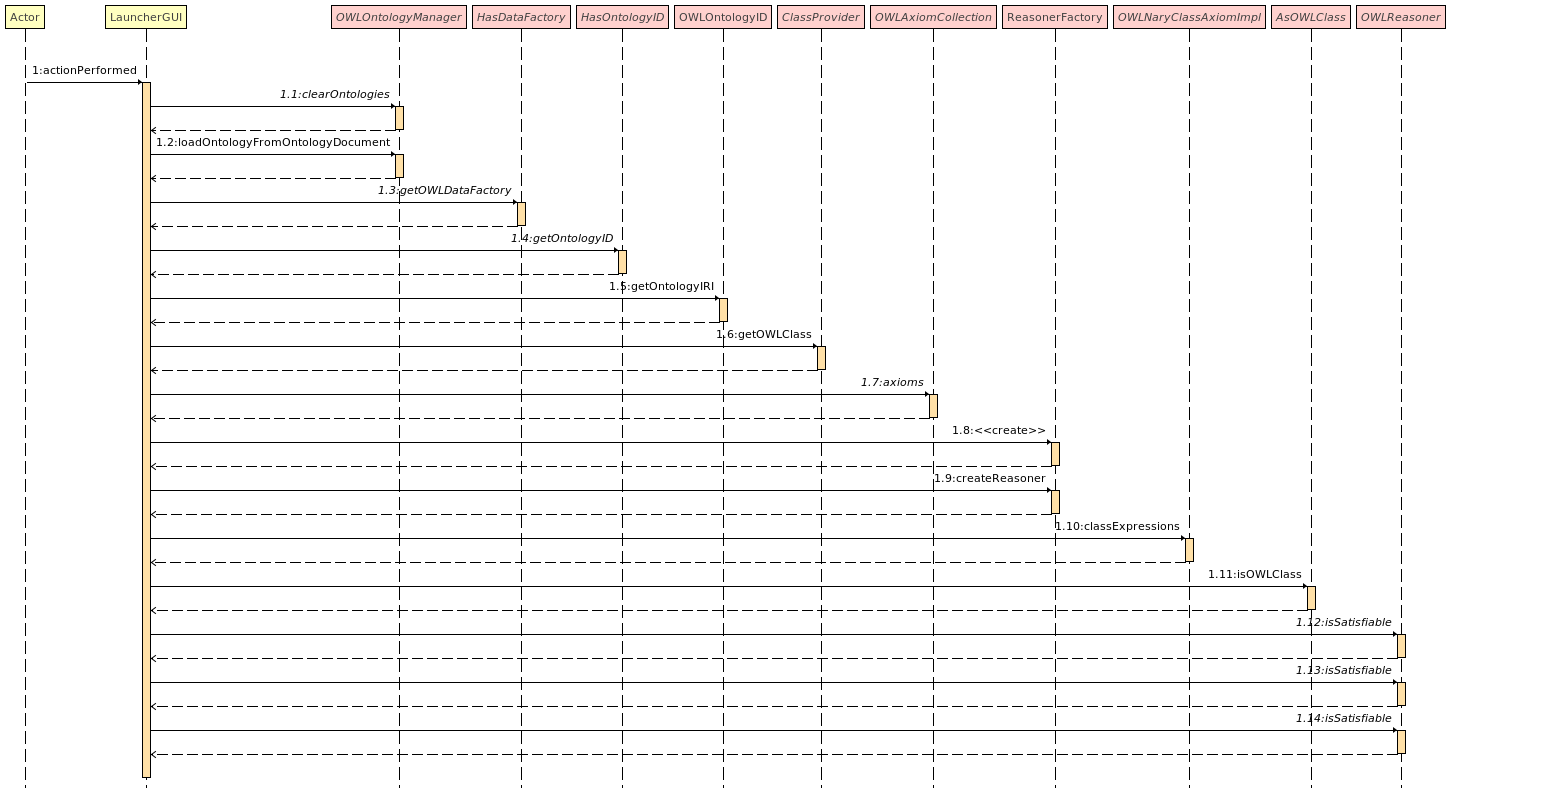 Actor LauncherGUI OWLOntologyManager HasDataFactory HasOntologyID OWLOntologyID ClassProvider OWLAxiomCollection ReasonerFactory OWLNaryClassAxiomImpl AsOWLClass OWLReasoner
1:actionPerformed
1.1:clearOntologies
1.2:loadOntologyFromOntologyDocument
1.3:getOWLDataFactory
1.4:getOntologyID
1.5:getOntologyIRI
1.6:getOWLClass
1.7:axioms
1.8:<<create>>
1.9:createReasoner
1.10:classExpressions
1.11:isOWLClass
1.12:isSatisfiable
1.13:isSatisfiable
1.14:isSatisfiable